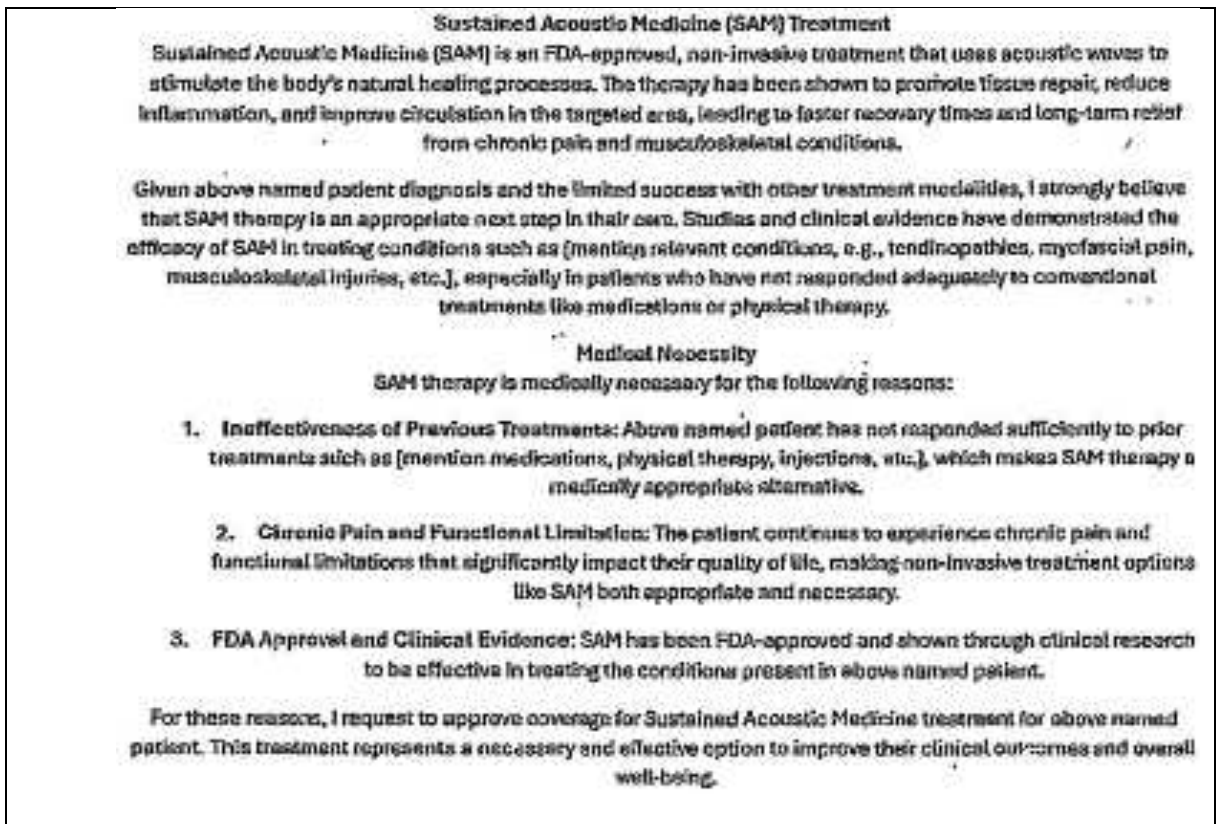 Sustained Acoustic Medicine (SAM) Treatment
Sustained Acoustic Medicine (SAM) is an FDA-approved, non-invasive treatment that uses acoustic waves to
stimulate the body's natural healing processes. The therapy has been shown to promote tissue repair, reduce
inflammation, and improve circulation in the targeted area, leading to faster recovery times and long-term relief
from chronic pain and musculoskeletal conditions.
Given above named patient diagnosis and the limited success with other treatment modalities, I strongly believe
that SAM therapy is an appropriate next step in their care. Studies and clinical evidence have demonstrated the
efficacy of SAM in treating conditions such as [mention relevant conditions, e.g., tendinopathies, myofascial pain,
musculoskeletal injuries, etc.], especially in patients who have not responded adequately to conventional
treatments like medications or physical therapy.
Medical Necessity
SAM therapy is medically necessary for the following reasons:
1. Ineffectiveness of Previous Treatments: Above named patient has not responded sufficiently to prior
treatments such as [mention medications, physical therapy, injections, etc.], which makes SAM therapy a
medically appropriate alternative.
2. Chronic Pain and Functional Limitation: The patient continues to experience chronic pain and
functional limitations that significantly impact their quality of life, making non-invasive treatment options
like SAM both appropriate and necessary.
3. FDA Approval and Clinical Evidence: SAM has been FDA-approved and shown through clinical research
to be effective in treating the conditions present in above named patient.
For these reasons, I request to approve coverage for Sustained Acoustic Medicine treatment for above named
patient. This treatment represents a necessary and effective option to improve their clinical outcomes and overall
well-being.